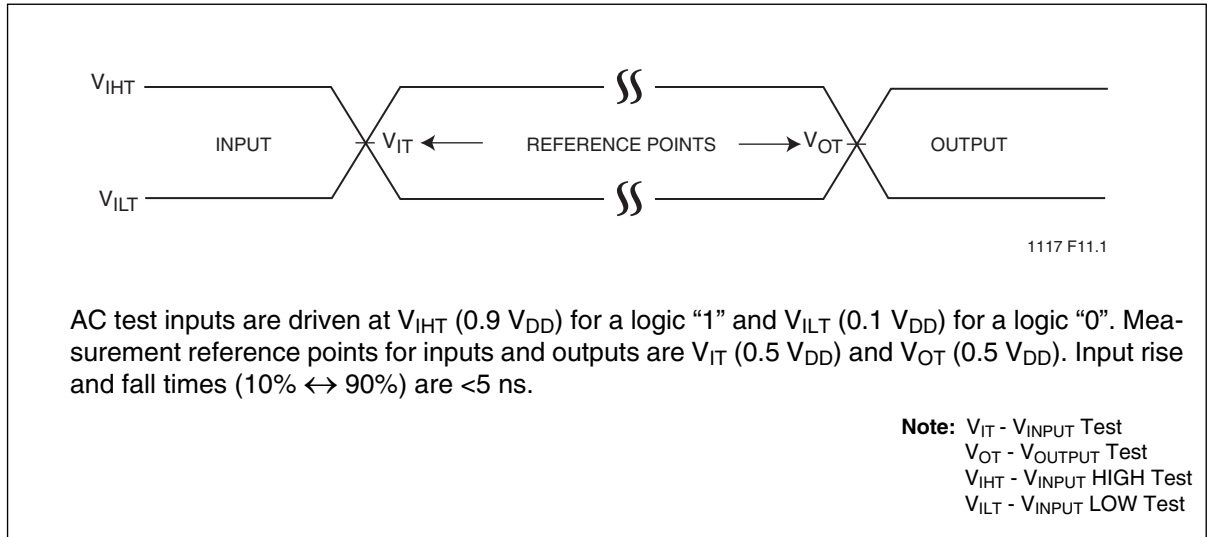 VIHT
INPUT VIT REFERENCE POINTS VOT OUTPUT
VILT
1117 F11.1
AC test inputs are driven at VIHT (0.9 VDD) for a logic “1” and VILT (0.1 VDD) for a logic “0”. Mea-
surement reference points for inputs and outputs are VIT (0.5 VDD) and VOT (0.5 VDD). Input rise
and fall times (10% ↔ 90%) are <5 ns.
Note: VIT - VINPUT Test
VOT - VOUTPUT Test
VIHT - VINPUT HIGH Test
VILT - VINPUT LOW Test